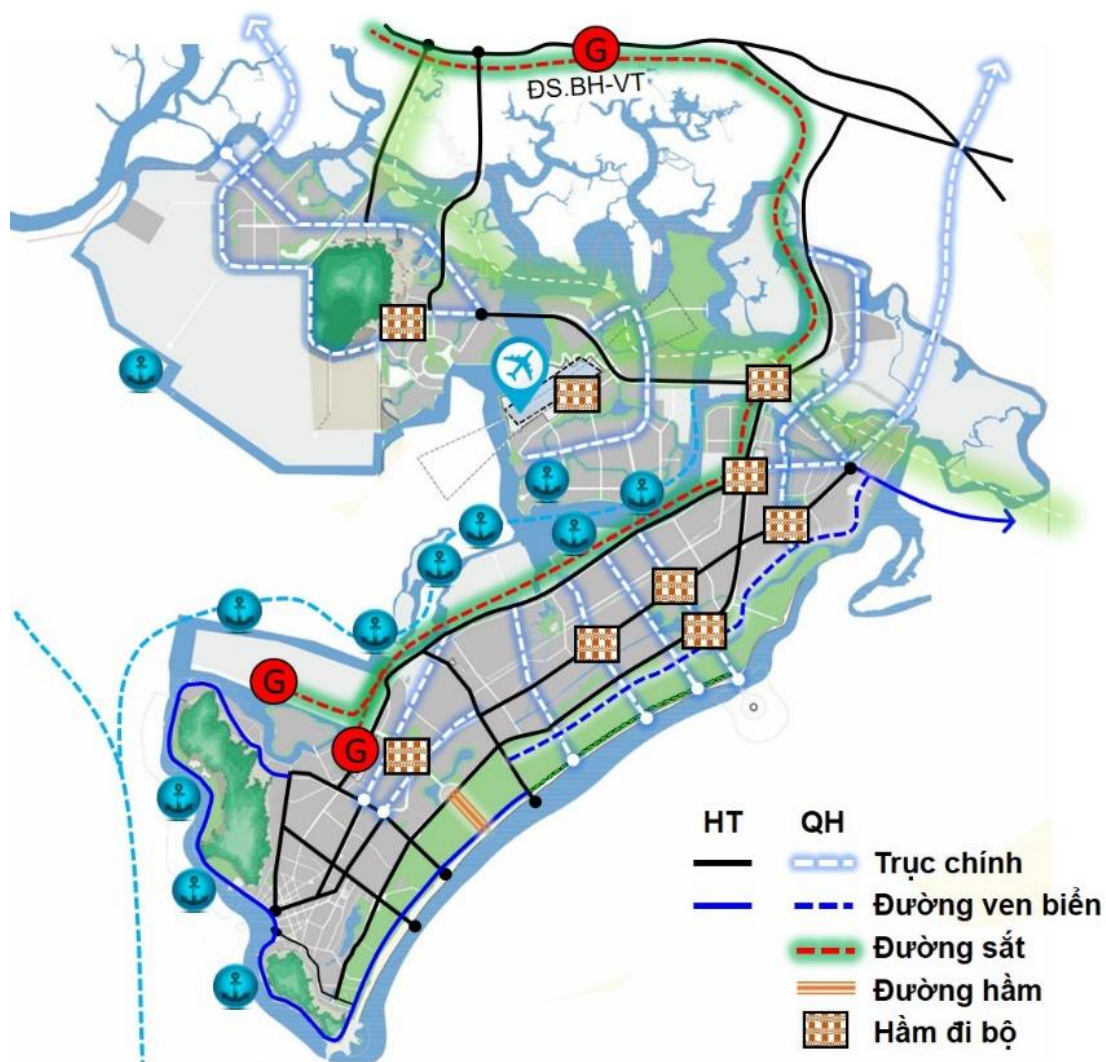 G
ĐS.BH-VT
G
G
HT QH
Trục chính
Đường ven biển
Đường sắt
Đường hầm
Hầm đi bộ